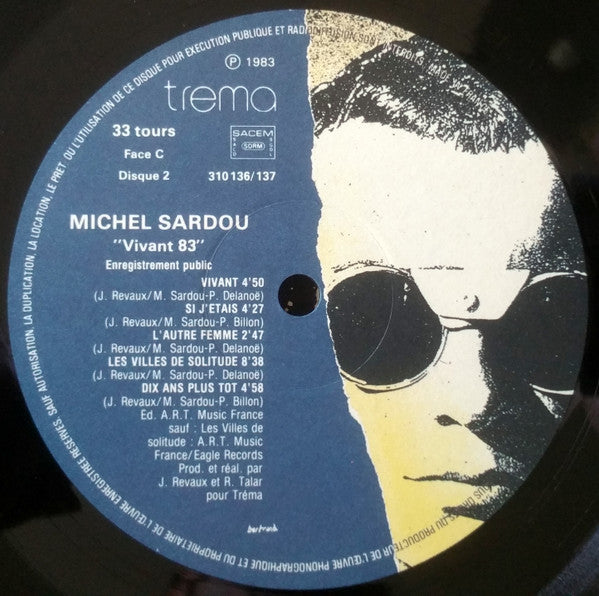 ℗ 1983
trema
33 tours
SACEM
SDRM
Face C
Disque 2
310 136/137
MICHEL SARDOU
"Vivant 83"
Enregistrement public
VIVANT 4'50
(J. Revaux/M. Sardou-P. Delanoë)
SI J'ETAIS 4'27
(J. Revaux/M. Sardou-P. Billon)
L'AUTRE FEMME 2'47
(J. Revaux/M. Sardou-P. Delanoë)
LES VILLES DE SOLITUDE 8'38
(J. Revaux/M. Sardou-P. Delanoë)
DIX ANS PLUS TOT 4'58
(J. Revaux/M. Sardou-P. Billon)
Ed. A.R.T. Music France
sauf : Les Villes de
solitude : A.R.T. Music
France/Eagle Records
Prod. et réal. par
J. Revaux et R. Talar
pour Tréma
DU PRODUCTEUR DE L'ŒUVRE PHONOGRAPHIQUE ET DU PROPRIETAIRE DE L'ŒUVRE ENREGISTREE RESERVES SAUF AUTORISATION, LA DUPLICATION, LA LOCATION, LE PRET, OU L'UTILISATION DE CE DISQUE POUR EXECUTION PUBLIQUE ET